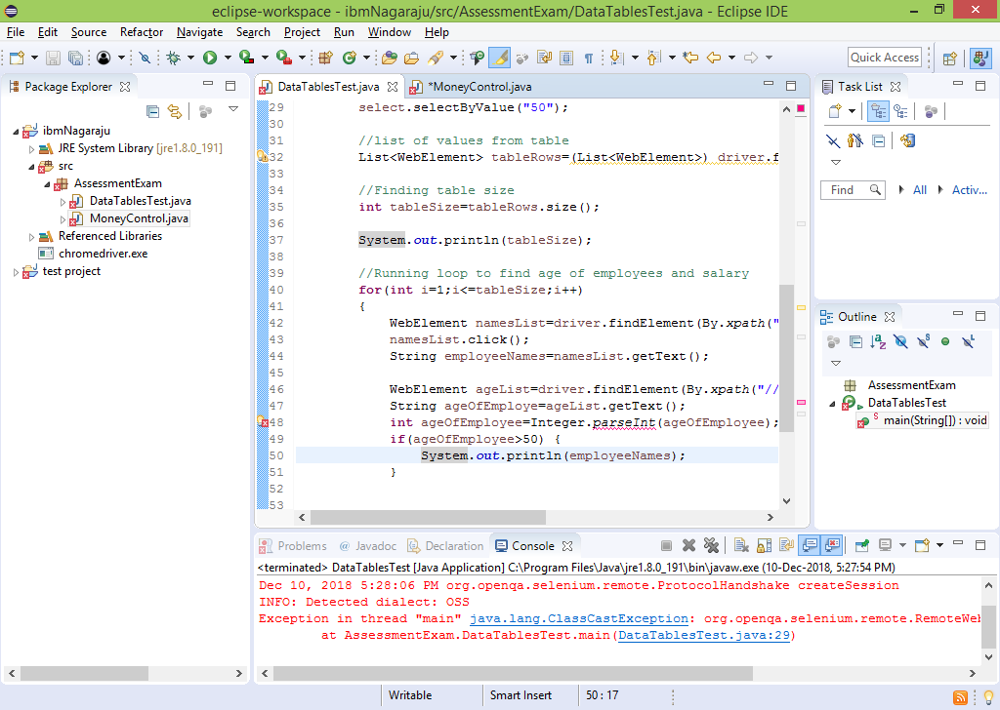 eclipse-workspace - ibmNagaraju/src/AssessmentExam/DataTablesTest.java - Eclipse IDE
File Edit Source Refactor Navigate Search Project Run Window Help
Quick Access
Package Explorer
ibmNagaraju
JRE System Library [jre1.8.0_191]
src
AssessmentExam
DataTablesTest.java
MoneyControl.java
Referenced Libraries
chromedriver.exe
test project
DataTablesTest.java *MoneyControl.java
29 select.selectByValue("50");
30
31 //list of values from table
32 List<WebElement> tableRows=(List<WebElement>) driver.f
33
34 //Finding table size
35 int tableSize=tableRows.size();
36
37 System.out.println(tableSize);
38
39 //Running loop to find age of employees and salary
40 for(int i=1;i<=tableSize;i++)
41 {
42 WebElement namesList=driver.findElement(By.xpath("
43 namesList.click();
44 String employeeNames=namesList.getText();
45
46 WebElement ageList=driver.findElement(By.xpath("//
47 String ageOfEmploye=ageList.getText();
48 int ageOfEmployee=Integer.parseInt(ageOfEmployee);
49 if(ageOfEmployee>50) {
50 System.out.println(employeeNames);
51 }
52
53
Task List
Find All Activ...
Outline
AssessmentExam
DataTablesTest
main(String[]) : void
Problems @ Javadoc Declaration Console
<terminated> DataTablesTest [Java Application] C:\Program Files\Java\jre1.8.0_191\bin\javaw.exe (10-Dec-2018, 5:27:54 PM)
Dec 10, 2018 5:28:06 PM org.openqa.selenium.remote.ProtocolHandshake createSession
INFO: Detected dialect: OSS
Exception in thread "main" java.lang.ClassCastException: org.openqa.selenium.remote.RemoteWe
at AssessmentExam.DataTablesTest.main(DataTablesTest.java:29)
Writable Smart Insert 50 : 17